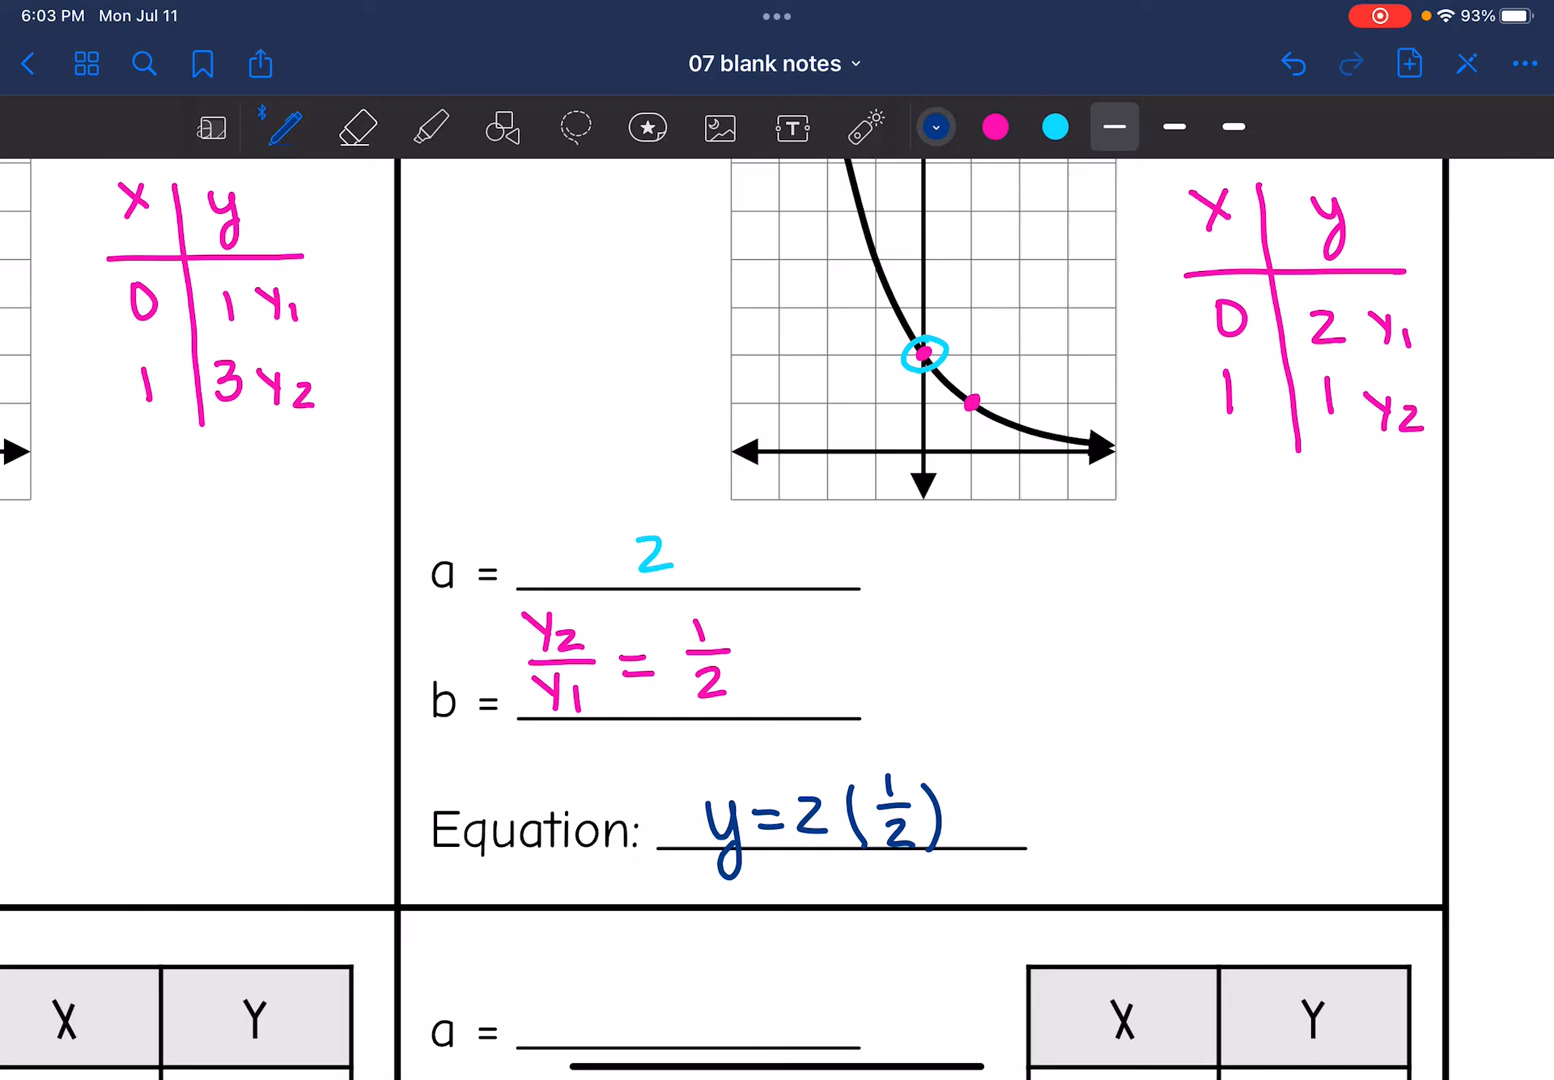 6:03 PM Mon Jul 11 93%
07 blank notes
T
x y
0 1 y1
1 3 y2
x y
0 2 y1
1 1 y2
a = 2
b = y2/y1 = 1/2
Equation: y=2(1/2)
X Y
a =
X Y